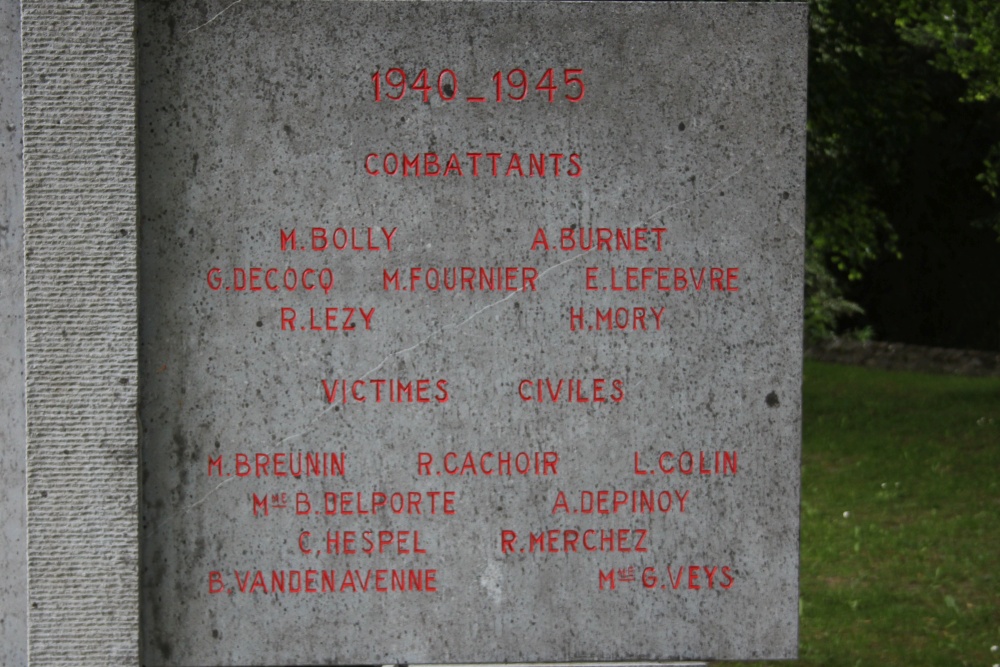 1940_1945
COMBATTANTS
M.BOLLY A.BURNET
G.DECOCQ M.FOURNIER E.LEFEBVRE
R.LEZY H.MORY
VICTIMES CIVILES
M.BREUNIN R.CACHOIR L.COLIN
Mme B.DELPORTE A.DEPINOY
C.HESPEL R.MERCHEZ
B.VANDENAVENNE Mme G.VEYS